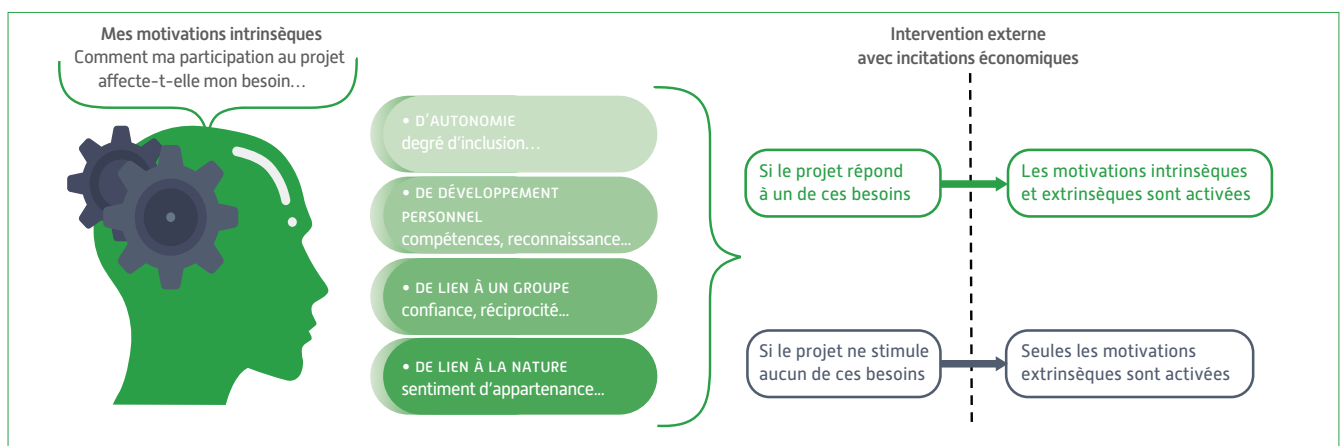 Mes motivations intrinsèques
Comment ma participation au projet
affecte-t-elle mon besoin…
• D'AUTONOMIE
degré d'inclusion…
• DE DÉVELOPPEMENT
PERSONNEL
compétences, reconnaissance…
• DE LIEN À UN GROUPE
confiance, réciprocité…
• DE LIEN À LA NATURE
sentiment d'appartenance…
Intervention externe
avec incitations économiques
Si le projet répond
à un de ces besoins
Les motivations intrinsèques
et extrinsèques sont activées
Si le projet ne stimule
aucun de ces besoins
Seules les motivations
extrinsèques sont activées